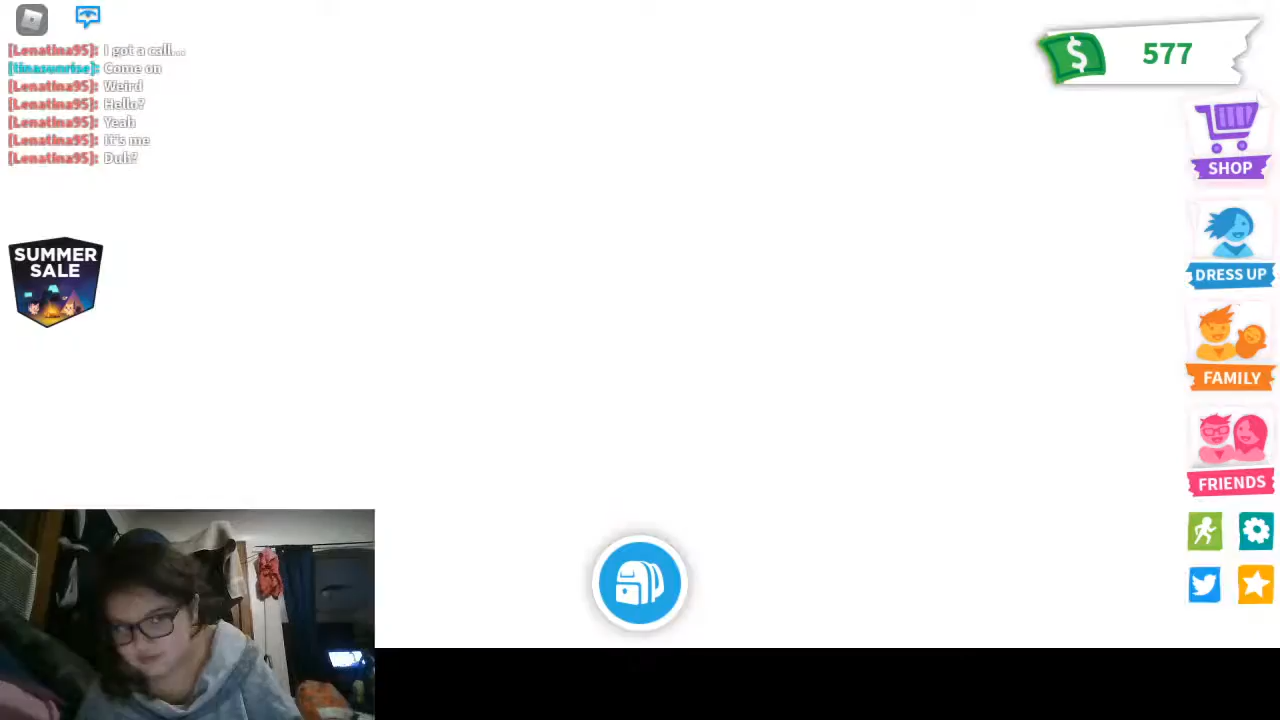 [Lenatina95]: I got a call...
[tinasunrise]: Come on
[Lenatina95]: Weird
[Lenatina95]: Hello?
[Lenatina95]: Yeah
[Lenatina95]: It's me
[Lenatina95]: Duh?
577
SHOP
SUMMER
SALE
DRESS UP
FAMILY
FRIENDS